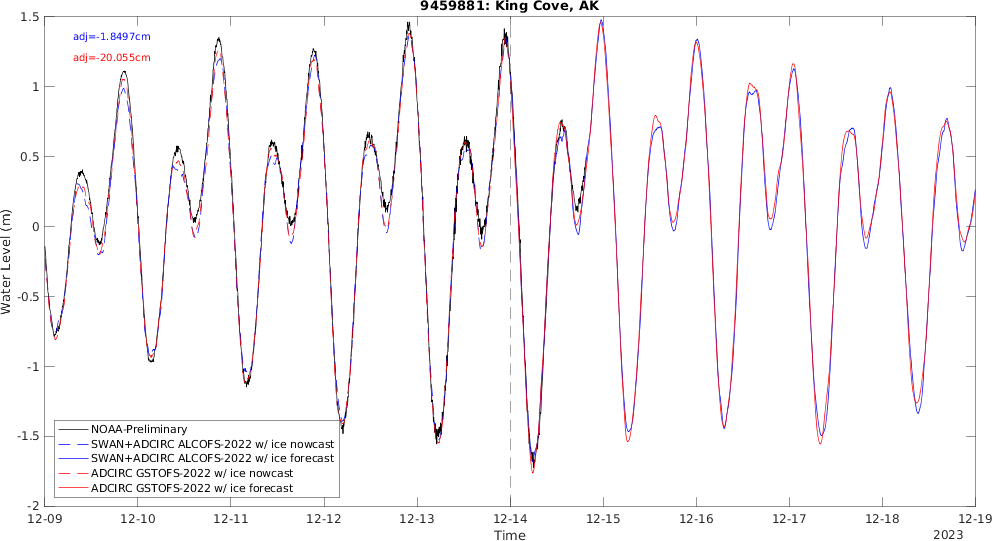 9459881: King Cove, AK
adj=-1.8497cm
adj=-20.055cm
Water Level (m)
1.5
1
0.5
0
-0.5
-1
-1.5
-2
NOAA-Preliminary
SWAN+ADCIRC ALCOFS-2022 w/ ice nowcast
SWAN+ADCIRC ALCOFS-2022 w/ ice forecast
ADCIRC GSTOFS-2022 w/ ice nowcast
ADCIRC GSTOFS-2022 w/ ice forecast
12-09 12-10 12-11 12-12 12-13 12-14 12-15 12-16 12-17 12-18 12-19
Time
2023